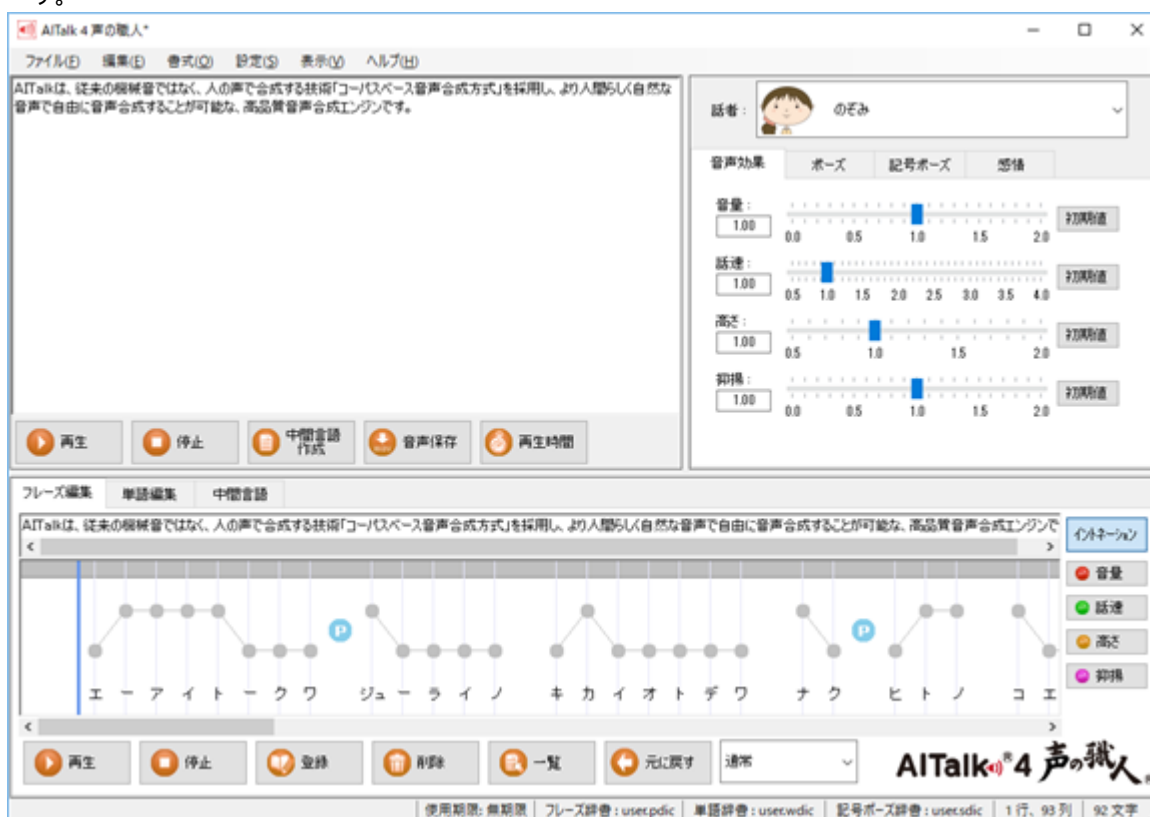 AITalk 4 声の職人*
ファイル(F) 編集(E) 書式(O) 設定(S) 表示(V) ヘルプ(H)
AITalkは、従来の機械音ではなく、人の声で合成する技術「コーパスベース音声合成方式」を採用し、より人間らしく自然な
音声で自由に音声合成することが可能な、高品質音声合成エンジンです。
再生 停止 中間言語作成 音声保存 再生時間
話者: のぞみ
音声効果 ポーズ 記号ポーズ 感情
音量:
1.00 初期値
0.0 0.5 1.0 1.5 2.0
話速:
1.00 初期値
0.5 1.0 1.5 2.0 2.5 3.0 3.5 4.0
高さ:
1.00 初期値
0.5 1.0 1.5 2.0
抑揚:
1.00 初期値
0.0 0.5 1.0 1.5 2.0
フレーズ編集 単語編集 中間言語
AITalkは、従来の機械音ではなく、人の声で合成する技術「コーパスベース音声合成方式」を採用し、より人間らしく自然な音声で自由に音声合成することが可能な、高品質音声合成エンジンで
イントネーション
音量
話速
高さ
抑揚
P P
エ ー ア イ ト ー ク ワ ジュ ー ラ イ ノ キ カ イ オ ト デ ワ ナ ク ヒ ト ノ コ エ
再生 停止 登録 削除 一覧 元に戻す 通常
AITalk®4 声の職人
使用期限: 無期限 フレーズ辞書: user.pdic 単語辞書: user.wdic 記号ポーズ辞書: user.sdic 1 行、93 列 92 文字